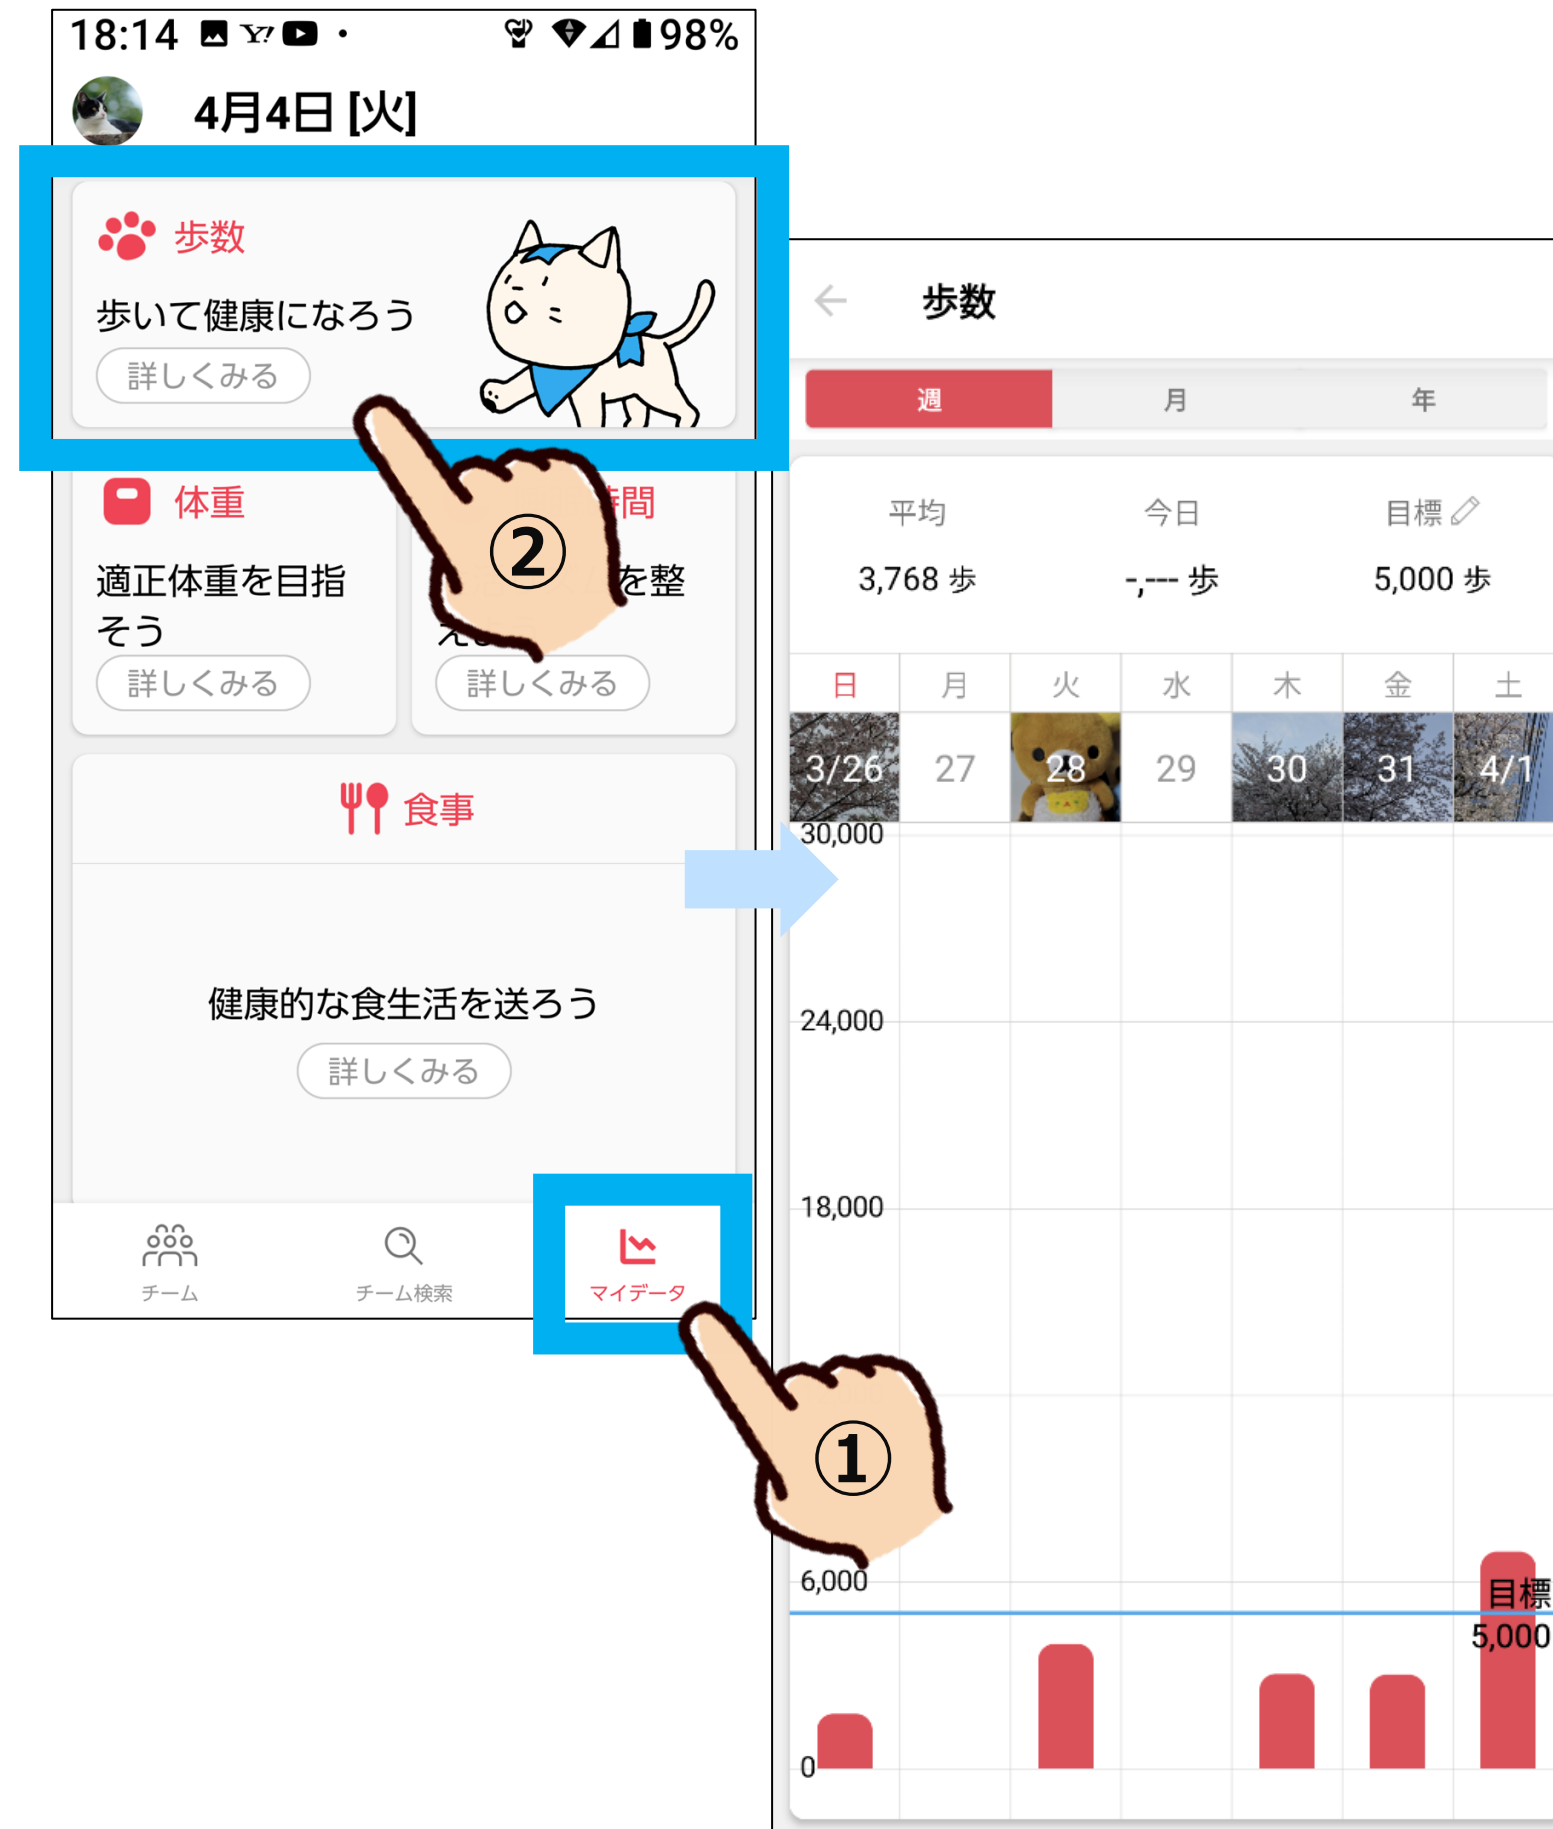 18:14 98%
4月4日 [火]
歩数
歩いて健康になろう
詳しくみる
体重
適正体重を目指
そう
詳しくみる
間
②
を整
詳しくみる
食事
健康的な食生活を送ろう
詳しくみる
チーム
チーム検索
マイデータ
①
歩数
週 月 年
平均 今日 目標
3,768 歩 -,--- 歩 5,000 歩
日 月 火 水 木 金 土
3/26 27 28 29 30 31 4/1
30,000
24,000
18,000
6,000
目標
5,000
0